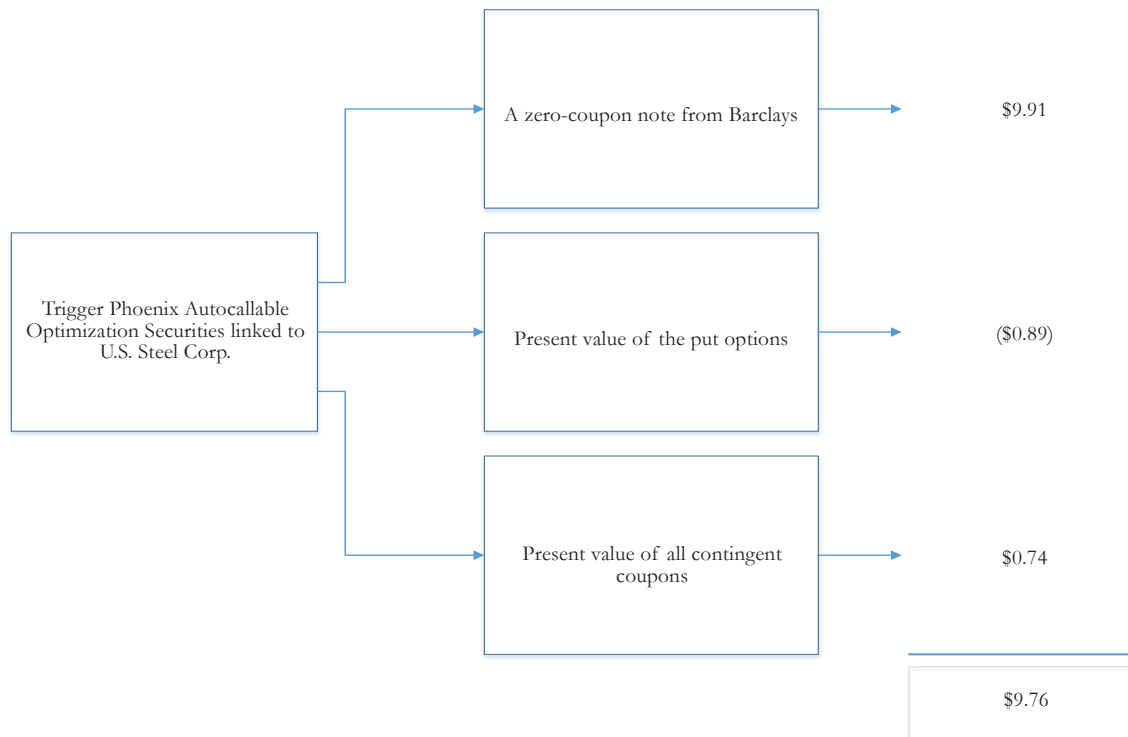 A zero-coupon note from Barclays
$9.91
Trigger Phoenix Autocallable
Optimization Securities linked to
U.S. Steel Corp.
Present value of the put options
($0.89)
Present value of all contingent
coupons
$0.74
$9.76